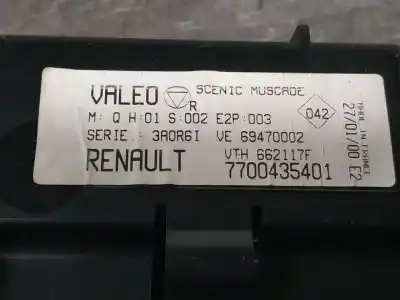 VALEO R SCENIC MUSCADE
M: Q H:01 S:002 E2P:003
042
SERIE.: 3A0R6I VE 69470002
RENAULT VTH 662117F
7700435401
MADE IN FRANCE
27/01/00 E2